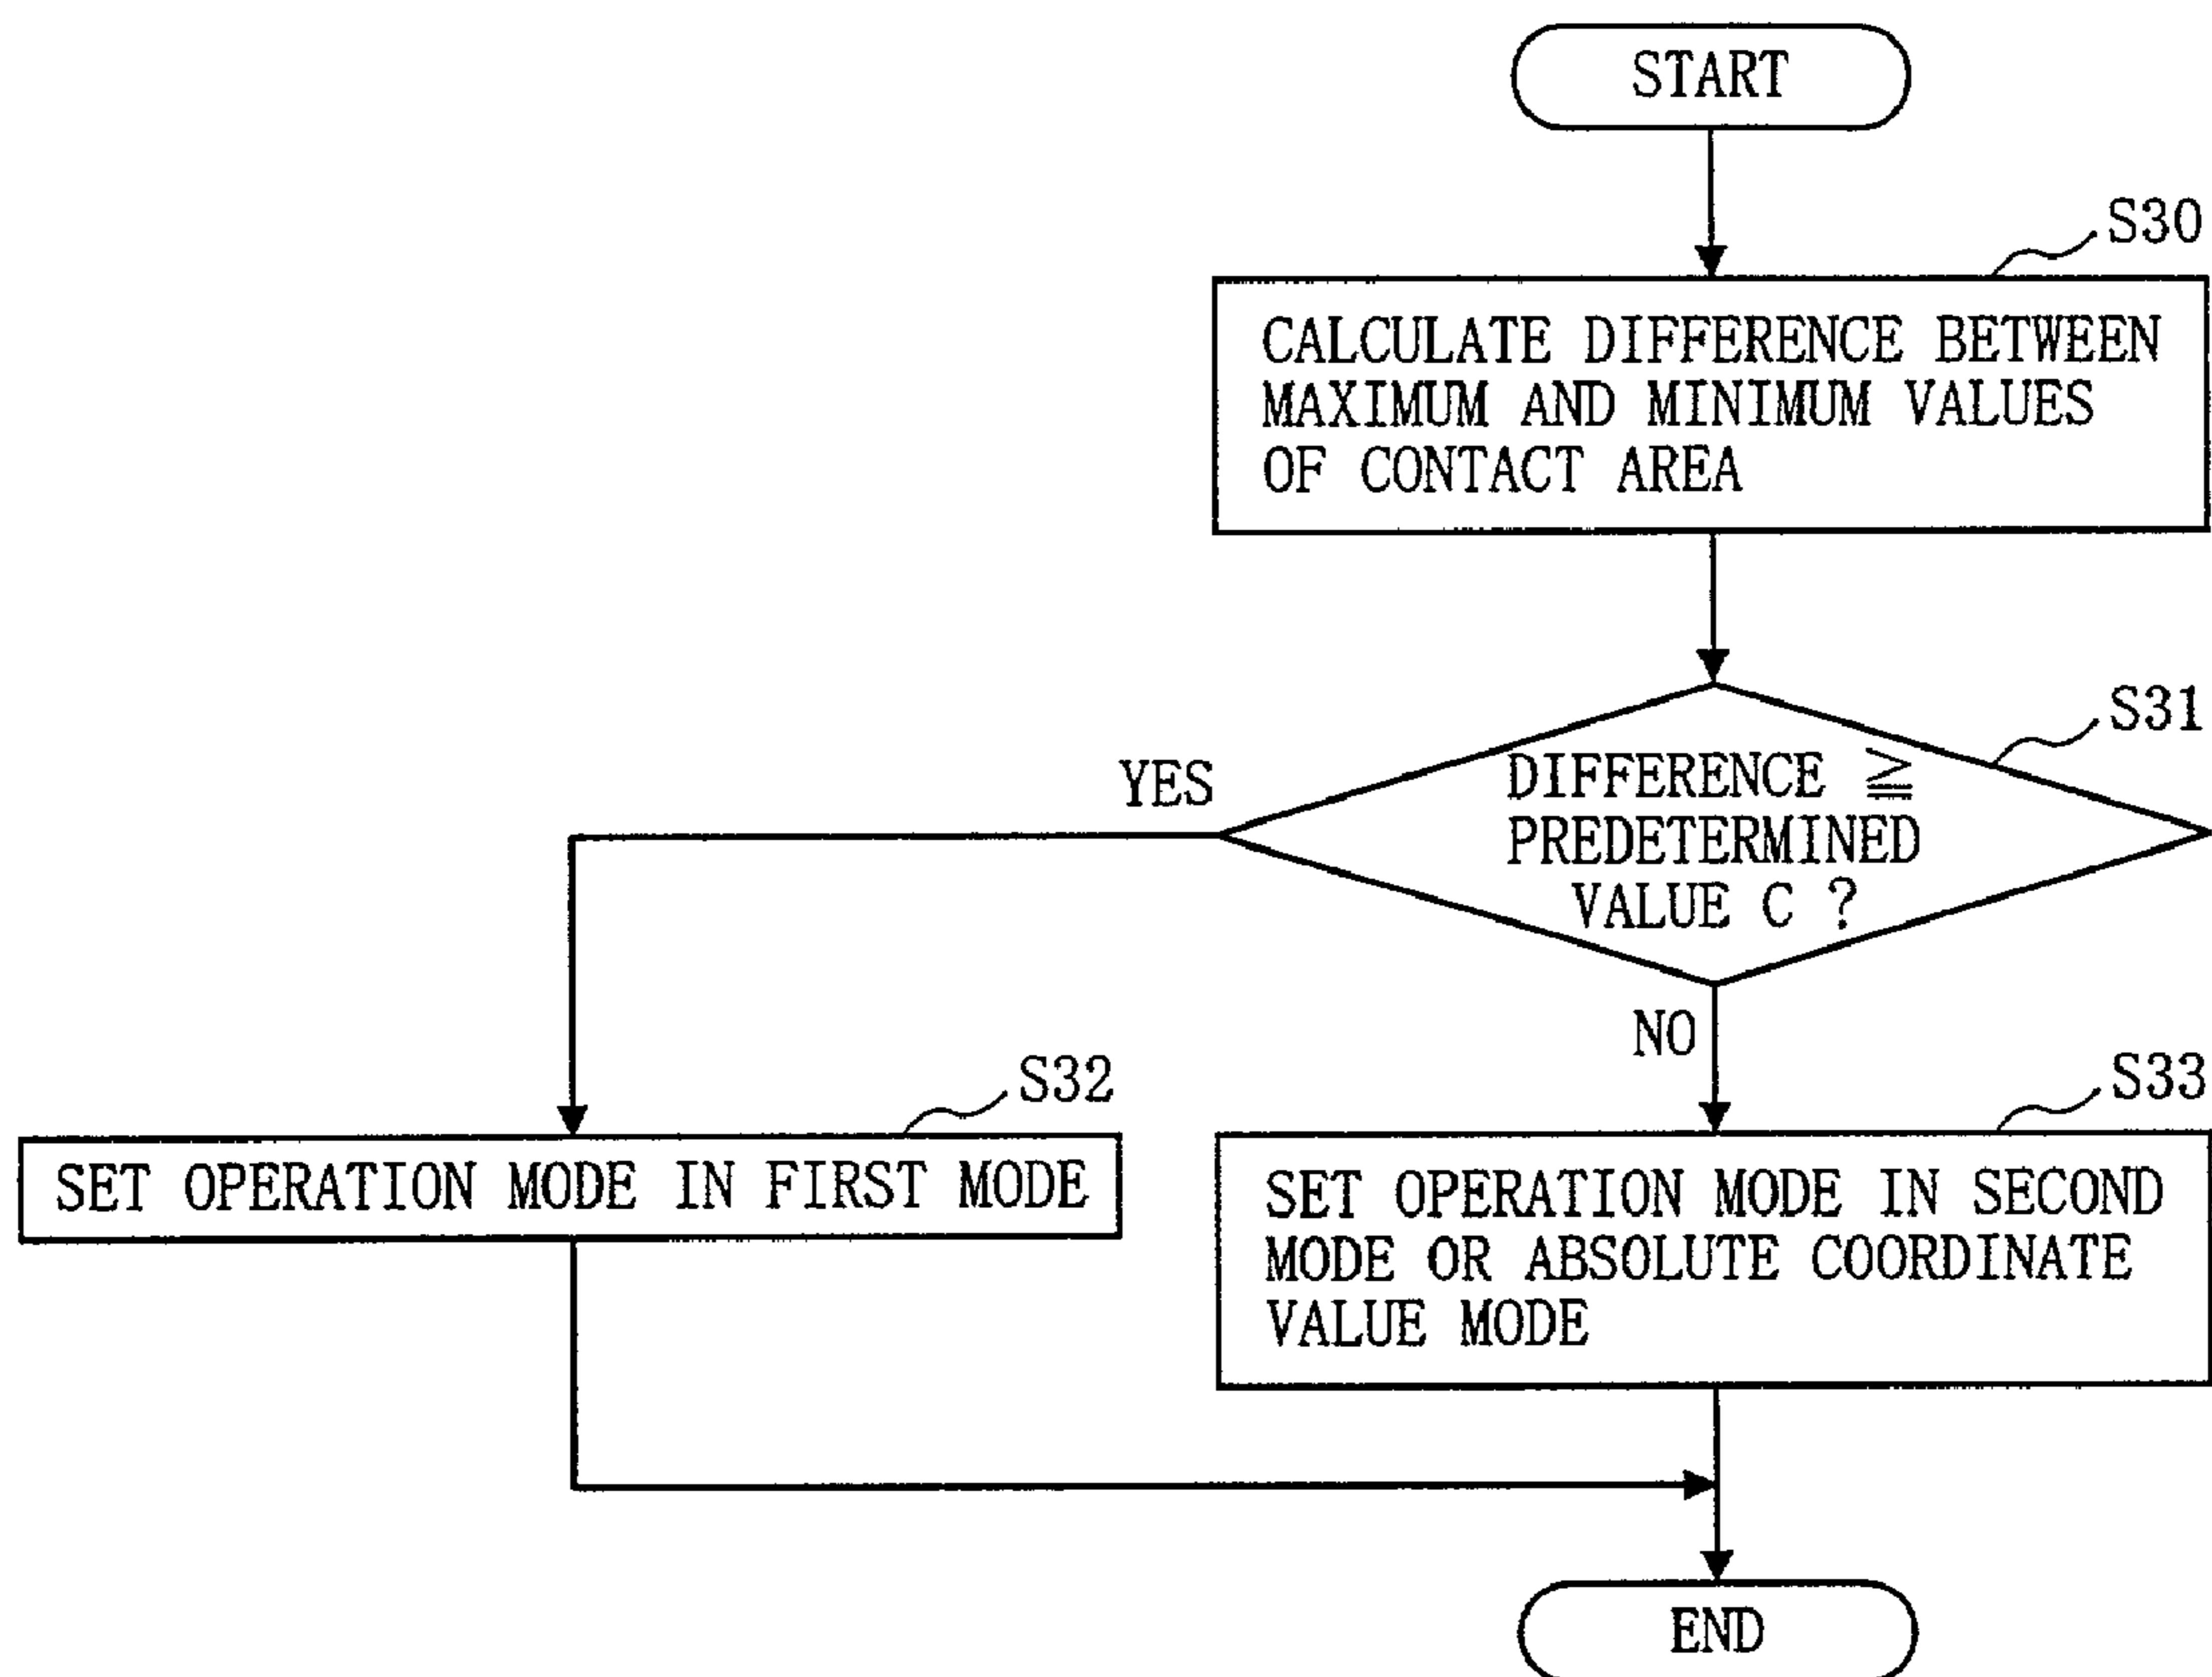 START
S30
CALCULATE DIFFERENCE BETWEEN
MAXIMUM AND MINIMUM VALUES
OF CONTACT AREA
S31
YES
DIFFERENCE ≧
PREDETERMINED
VALUE C ?
NO
S32
SET OPERATION MODE IN FIRST MODE
S33
SET OPERATION MODE IN SECOND
MODE OR ABSOLUTE COORDINATE
VALUE MODE
END